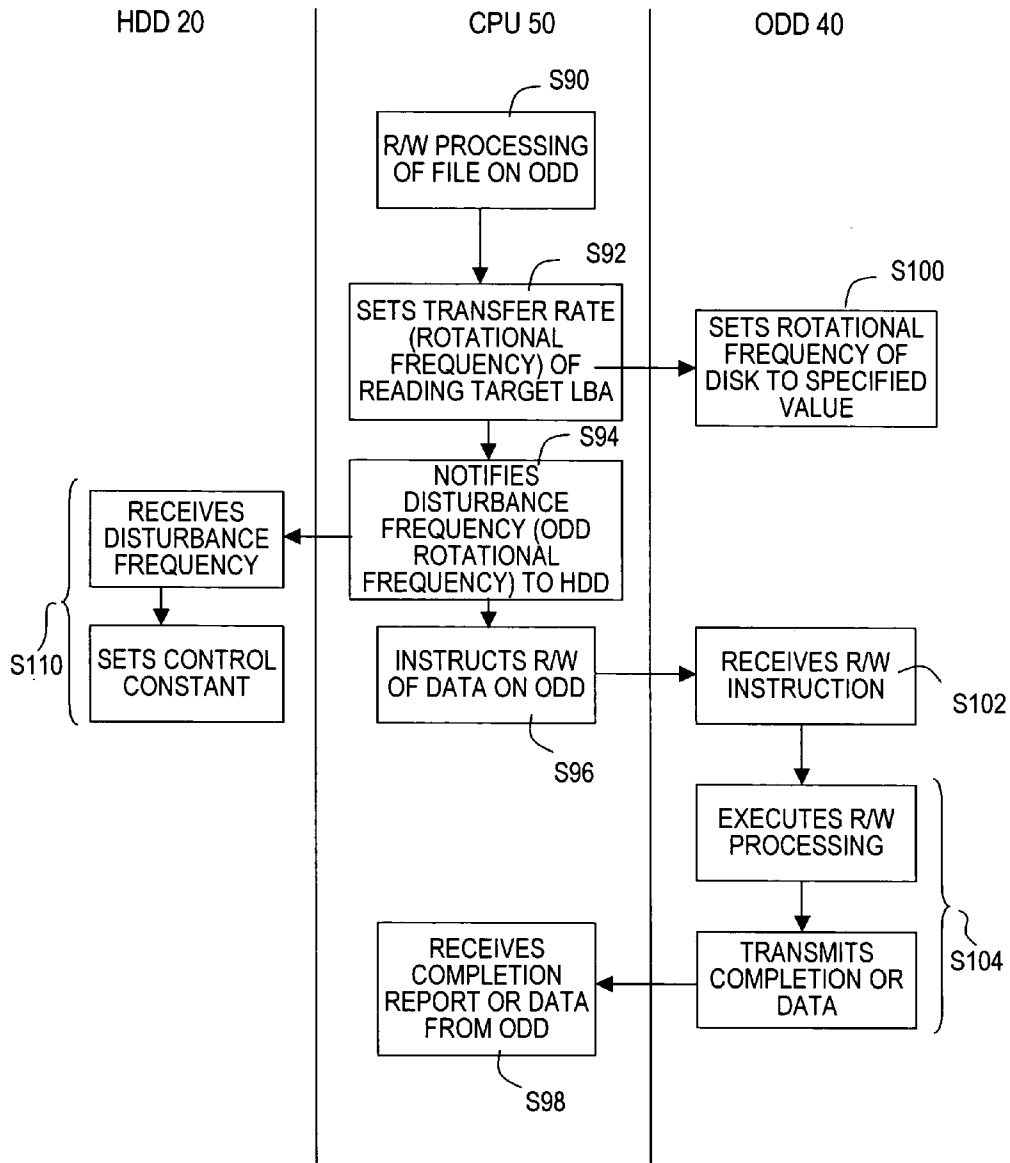 HDD 20
CPU 50
ODD 40
S90
R/W PROCESSING
OF FILE ON ODD
S92
SETS TRANSFER RATE
(ROTATIONAL
FREQUENCY) OF
READING TARGET LBA
S100
SETS ROTATIONAL
FREQUENCY OF
DISK TO SPECIFIED
VALUE
S94
NOTIFIES
DISTURBANCE
FREQUENCY (ODD
ROTATIONAL
FREQUENCY) TO HDD
RECEIVES
DISTURBANCE
FREQUENCY
S110
SETS CONTROL
CONSTANT
INSTRUCTS R/W
OF DATA ON ODD
S96
RECEIVES R/W
INSTRUCTION
S102
EXECUTES R/W
PROCESSING
S104
TRANSMITS
COMPLETION OR
DATA
RECEIVES
COMPLETION
REPORT OR DATA
FROM ODD
S98